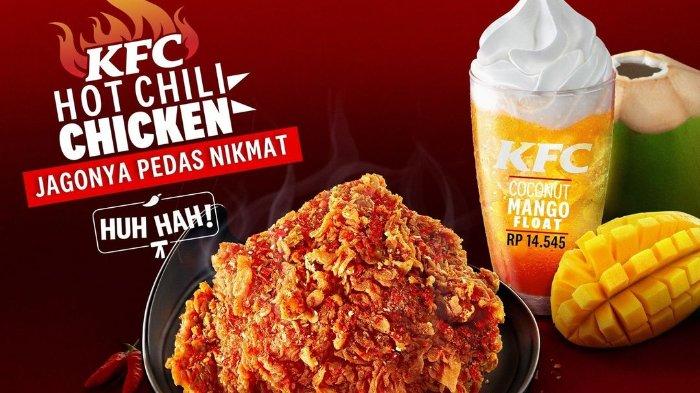 KFC
HOT CHILI
CHICKEN
JAGONYA PEDAS NIKMAT
HUH HAH!
KFC
COCONUT
MANGO
FLOAT
RP 14.545